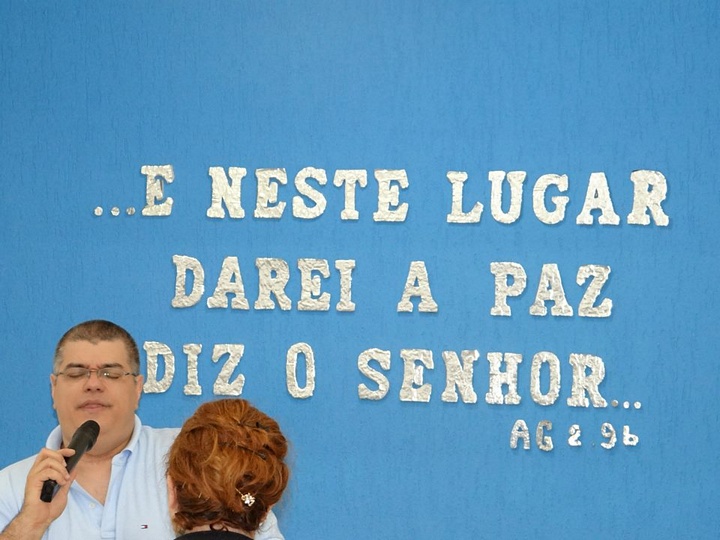 ...E NESTE LUGAR
DAREI A PAZ
DIZ O SENHOR...
AG 2 9b